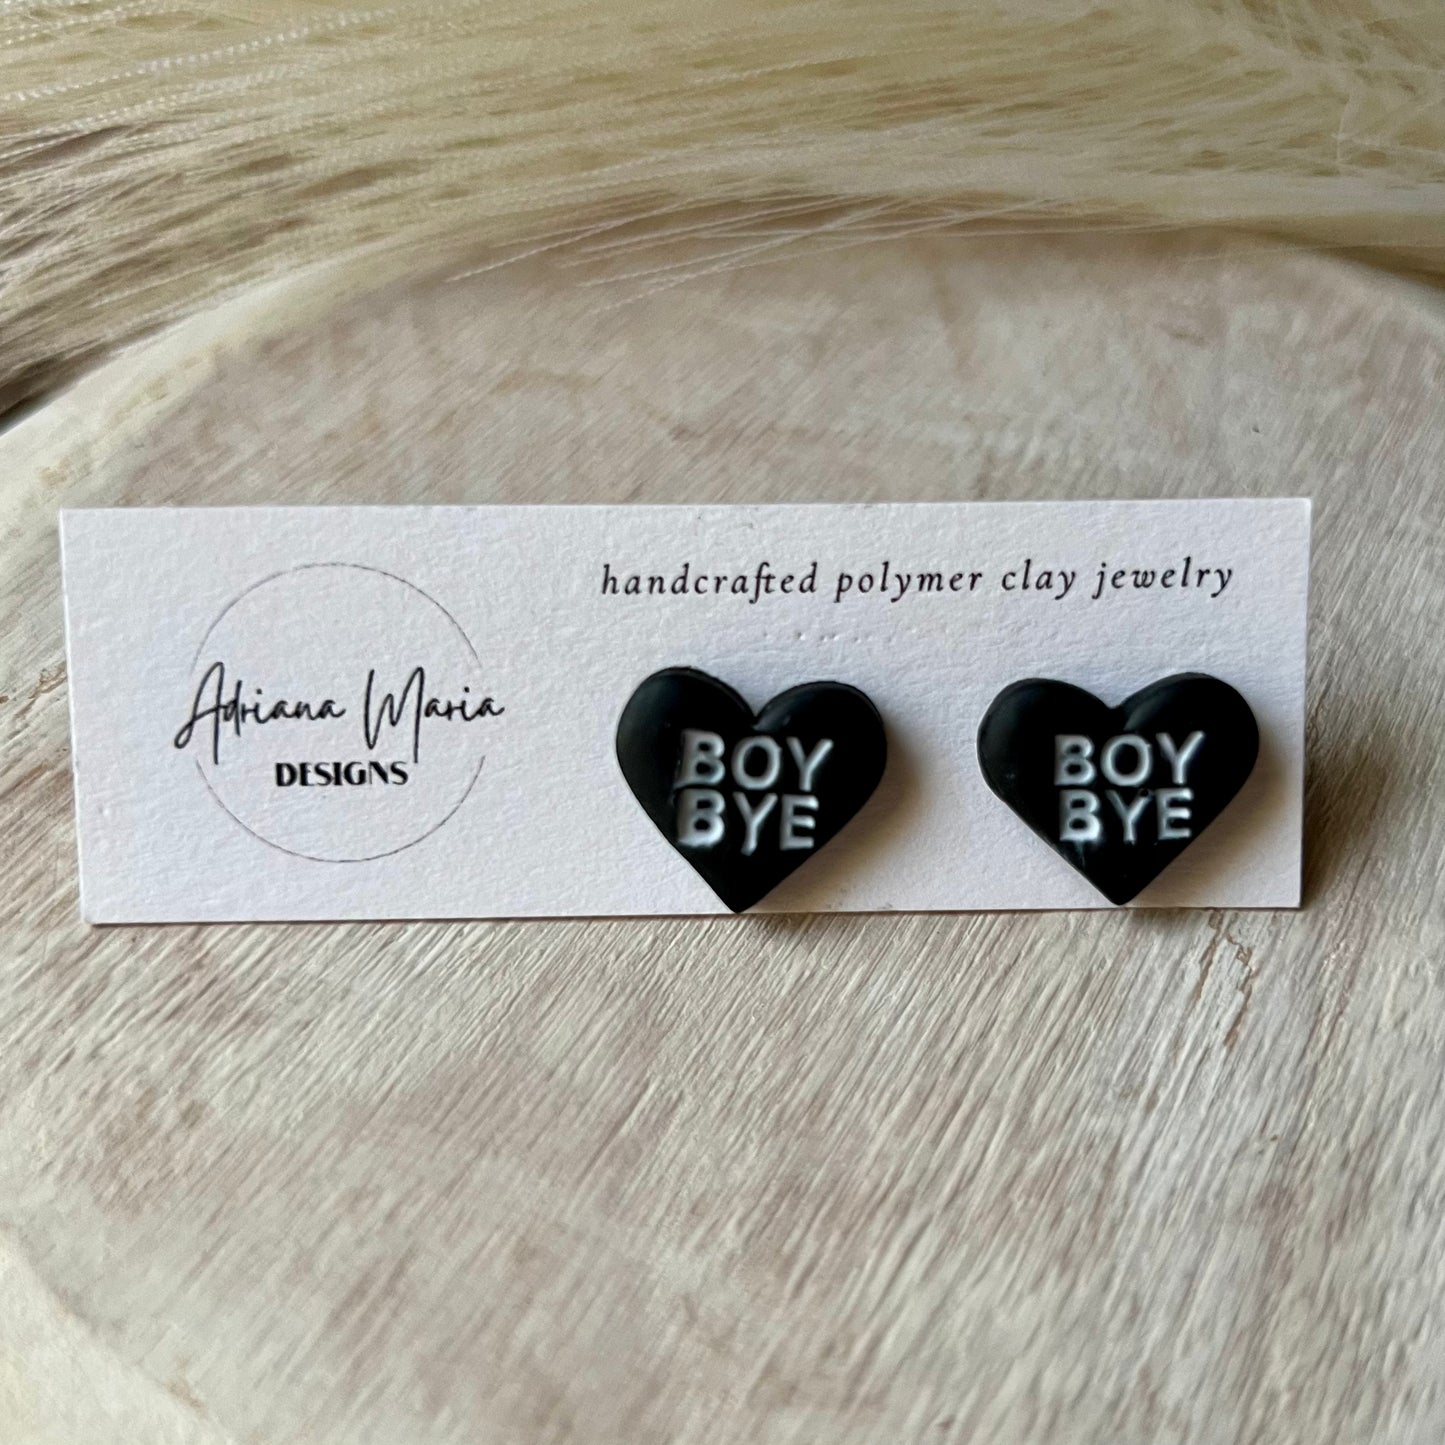 Adriana Maria
DESIGNS
handcrafted polymer clay jewelry
BOY
BYE
BOY
BYE